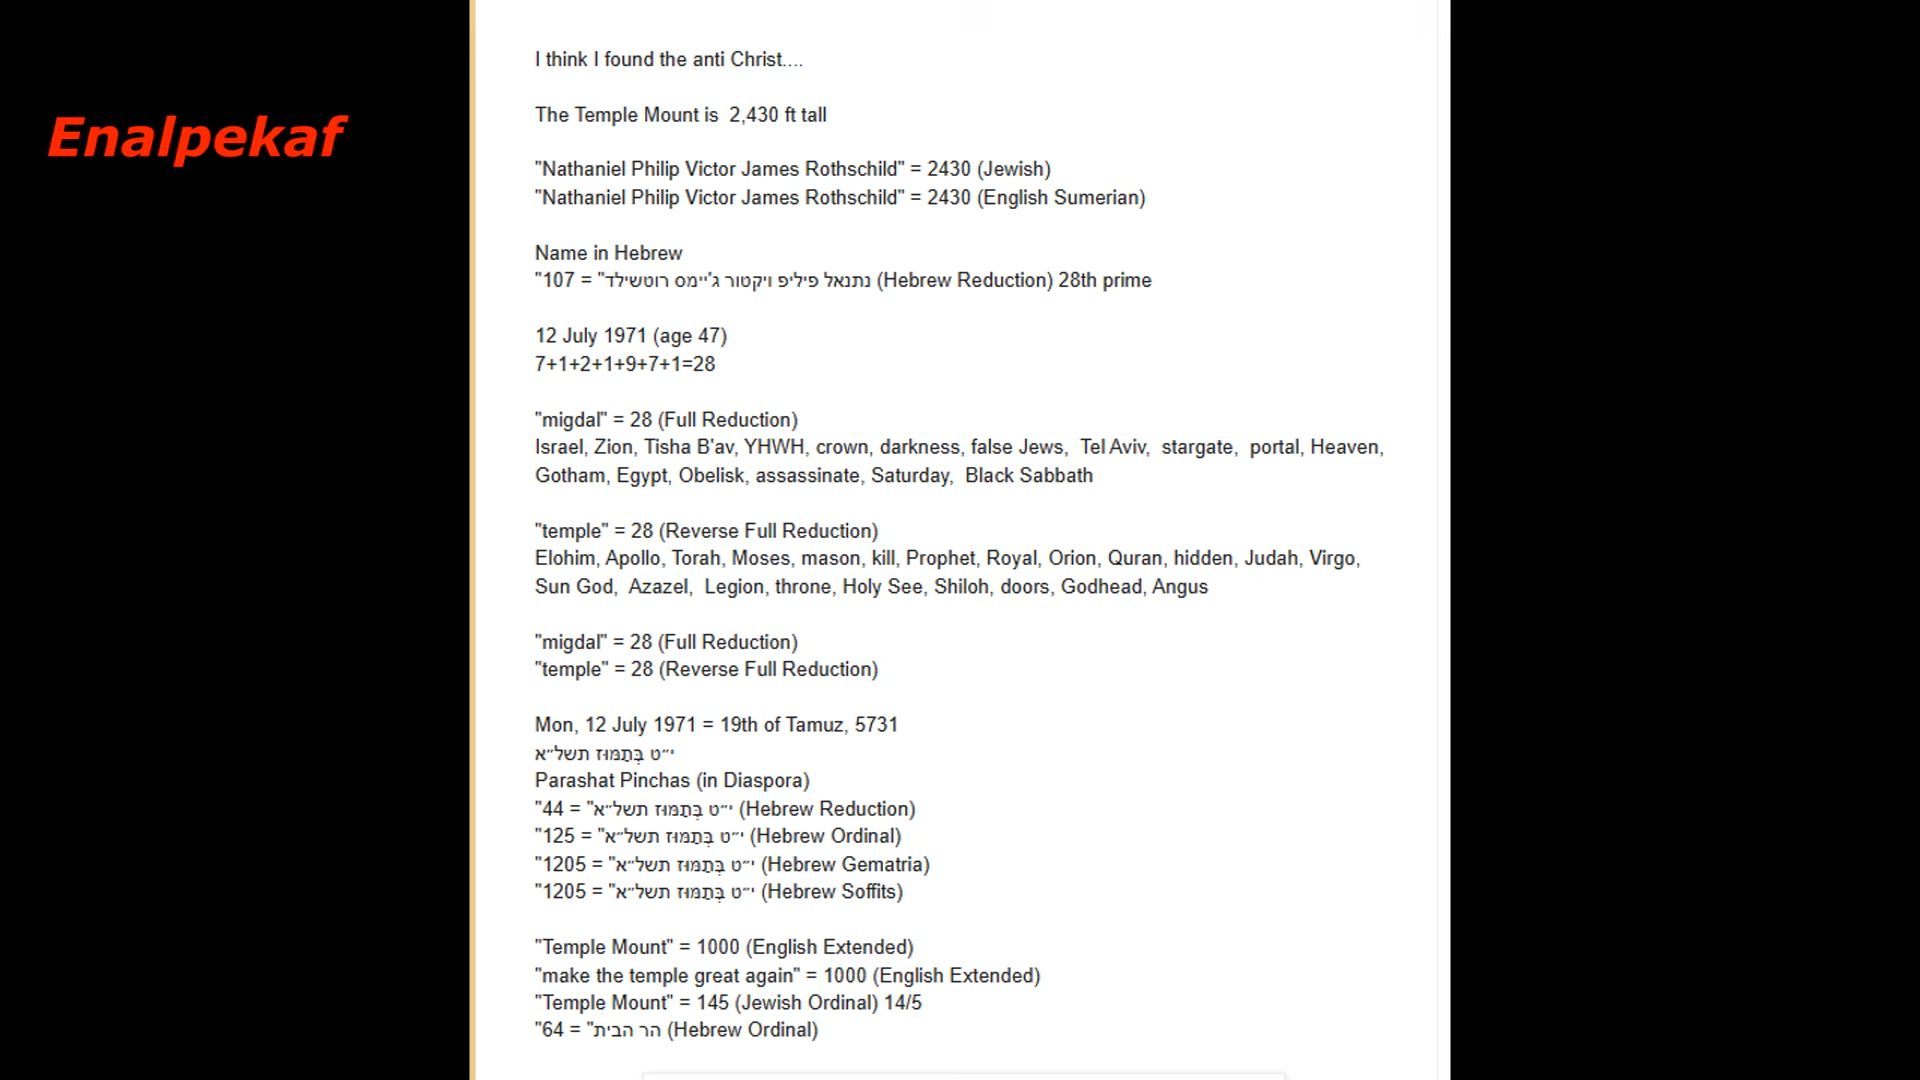 Enalpekaf
I think I found the anti Christ....
The Temple Mount is 2,430 ft tall
"Nathaniel Philip Victor James Rothschild" = 2430 (Jewish)
"Nathaniel Philip Victor James Rothschild" = 2430 (English Sumerian)
Name in Hebrew
"107 = "נתנאל פיליפ ויקטור ג'יימס רוטשילד (Hebrew Reduction) 28th prime
12 July 1971 (age 47)
7+1+2+1+9+7+1=28
"migdal" = 28 (Full Reduction)
Israel, Zion, Tisha B'av, YHWH, crown, darkness, false Jews, Tel Aviv, stargate, portal, Heaven,
Gotham, Egypt, Obelisk, assassinate, Saturday, Black Sabbath
"temple" = 28 (Reverse Full Reduction)
Elohim, Apollo, Torah, Moses, mason, kill, Prophet, Royal, Orion, Quran, hidden, Judah, Virgo,
Sun God, Azazel, Legion, throne, Holy See, Shiloh, doors, Godhead, Angus
"migdal" = 28 (Full Reduction)
"temple" = 28 (Reverse Full Reduction)
Mon, 12 July 1971 = 19th of Tamuz, 5731
י״ט בְּתַמּוּז תשל״א
Parashat Pinchas (in Diaspora)
"44 = "י״ט בְּתַמּוּז תשל״א (Hebrew Reduction)
"125 = "י״ט בְּתַמּוּז תשל״א (Hebrew Ordinal)
"1205 = "י״ט בְּתַמּוּז תשל״א (Hebrew Gematria)
"1205 = "י״ט בְּתַמּוּז תשל״א (Hebrew Soffits)
"Temple Mount" = 1000 (English Extended)
"make the temple great again" = 1000 (English Extended)
"Temple Mount" = 145 (Jewish Ordinal) 14/5
"64 = "הר הבית (Hebrew Ordinal)